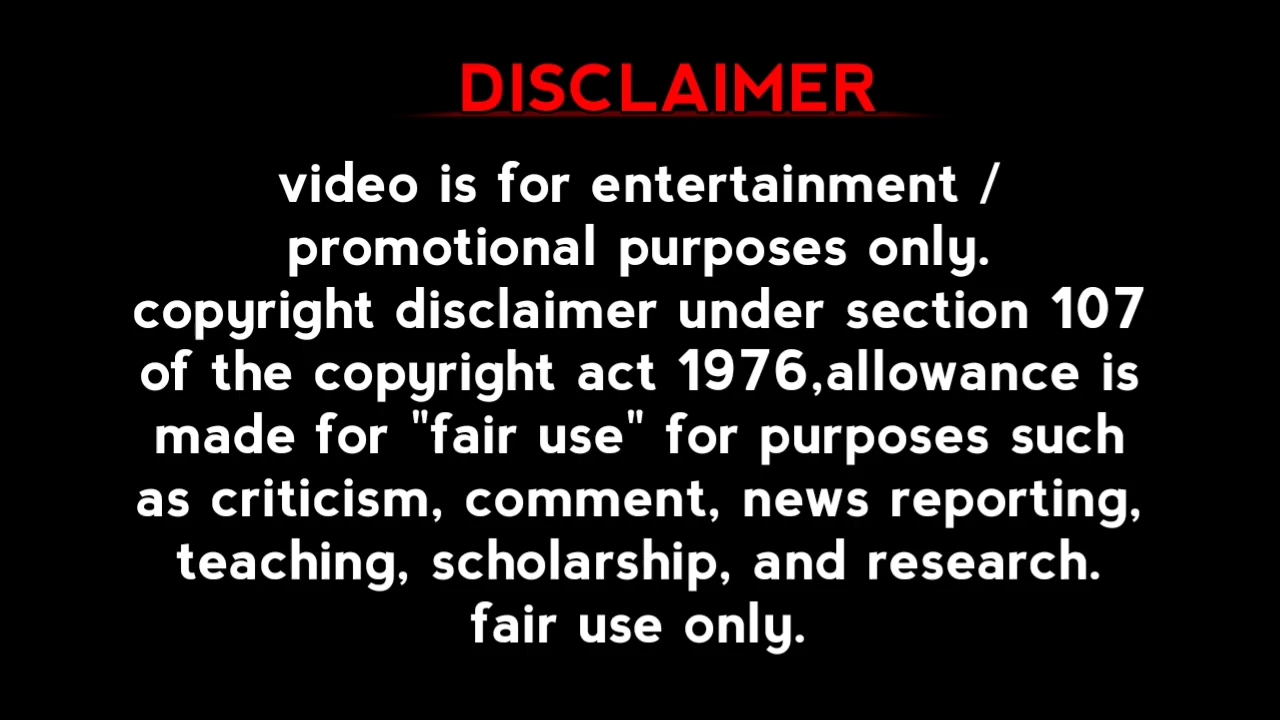 DISCLAIMER
video is for entertainment /
promotional purposes only.
copyright disclaimer under section 107
of the copyright act 1976,allowance is
made for "fair use" for purposes such
as criticism, comment, news reporting,
teaching, scholarship, and research.
fair use only.